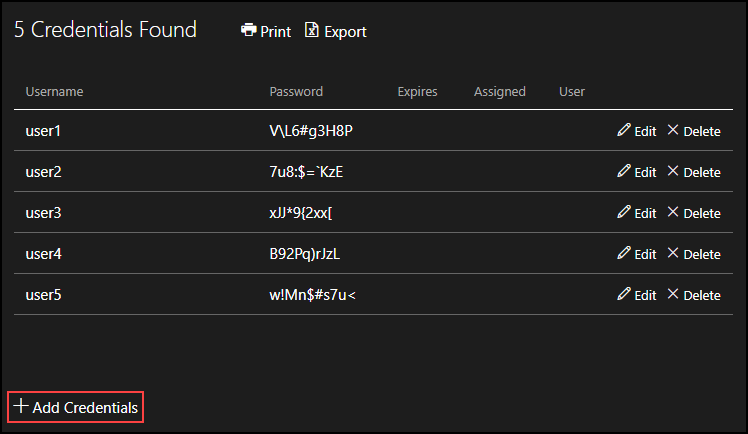 5 Credentials Found Print Export
Username Password Expires Assigned User
user1 V\L6#g3H8P Edit Delete
user2 7u8:$=`KzE Edit Delete
user3 xJJ*9{2xx[ Edit Delete
user4 B92Pq)rJzL Edit Delete
user5 w!Mn$#s7u< Edit Delete
Add Credentials